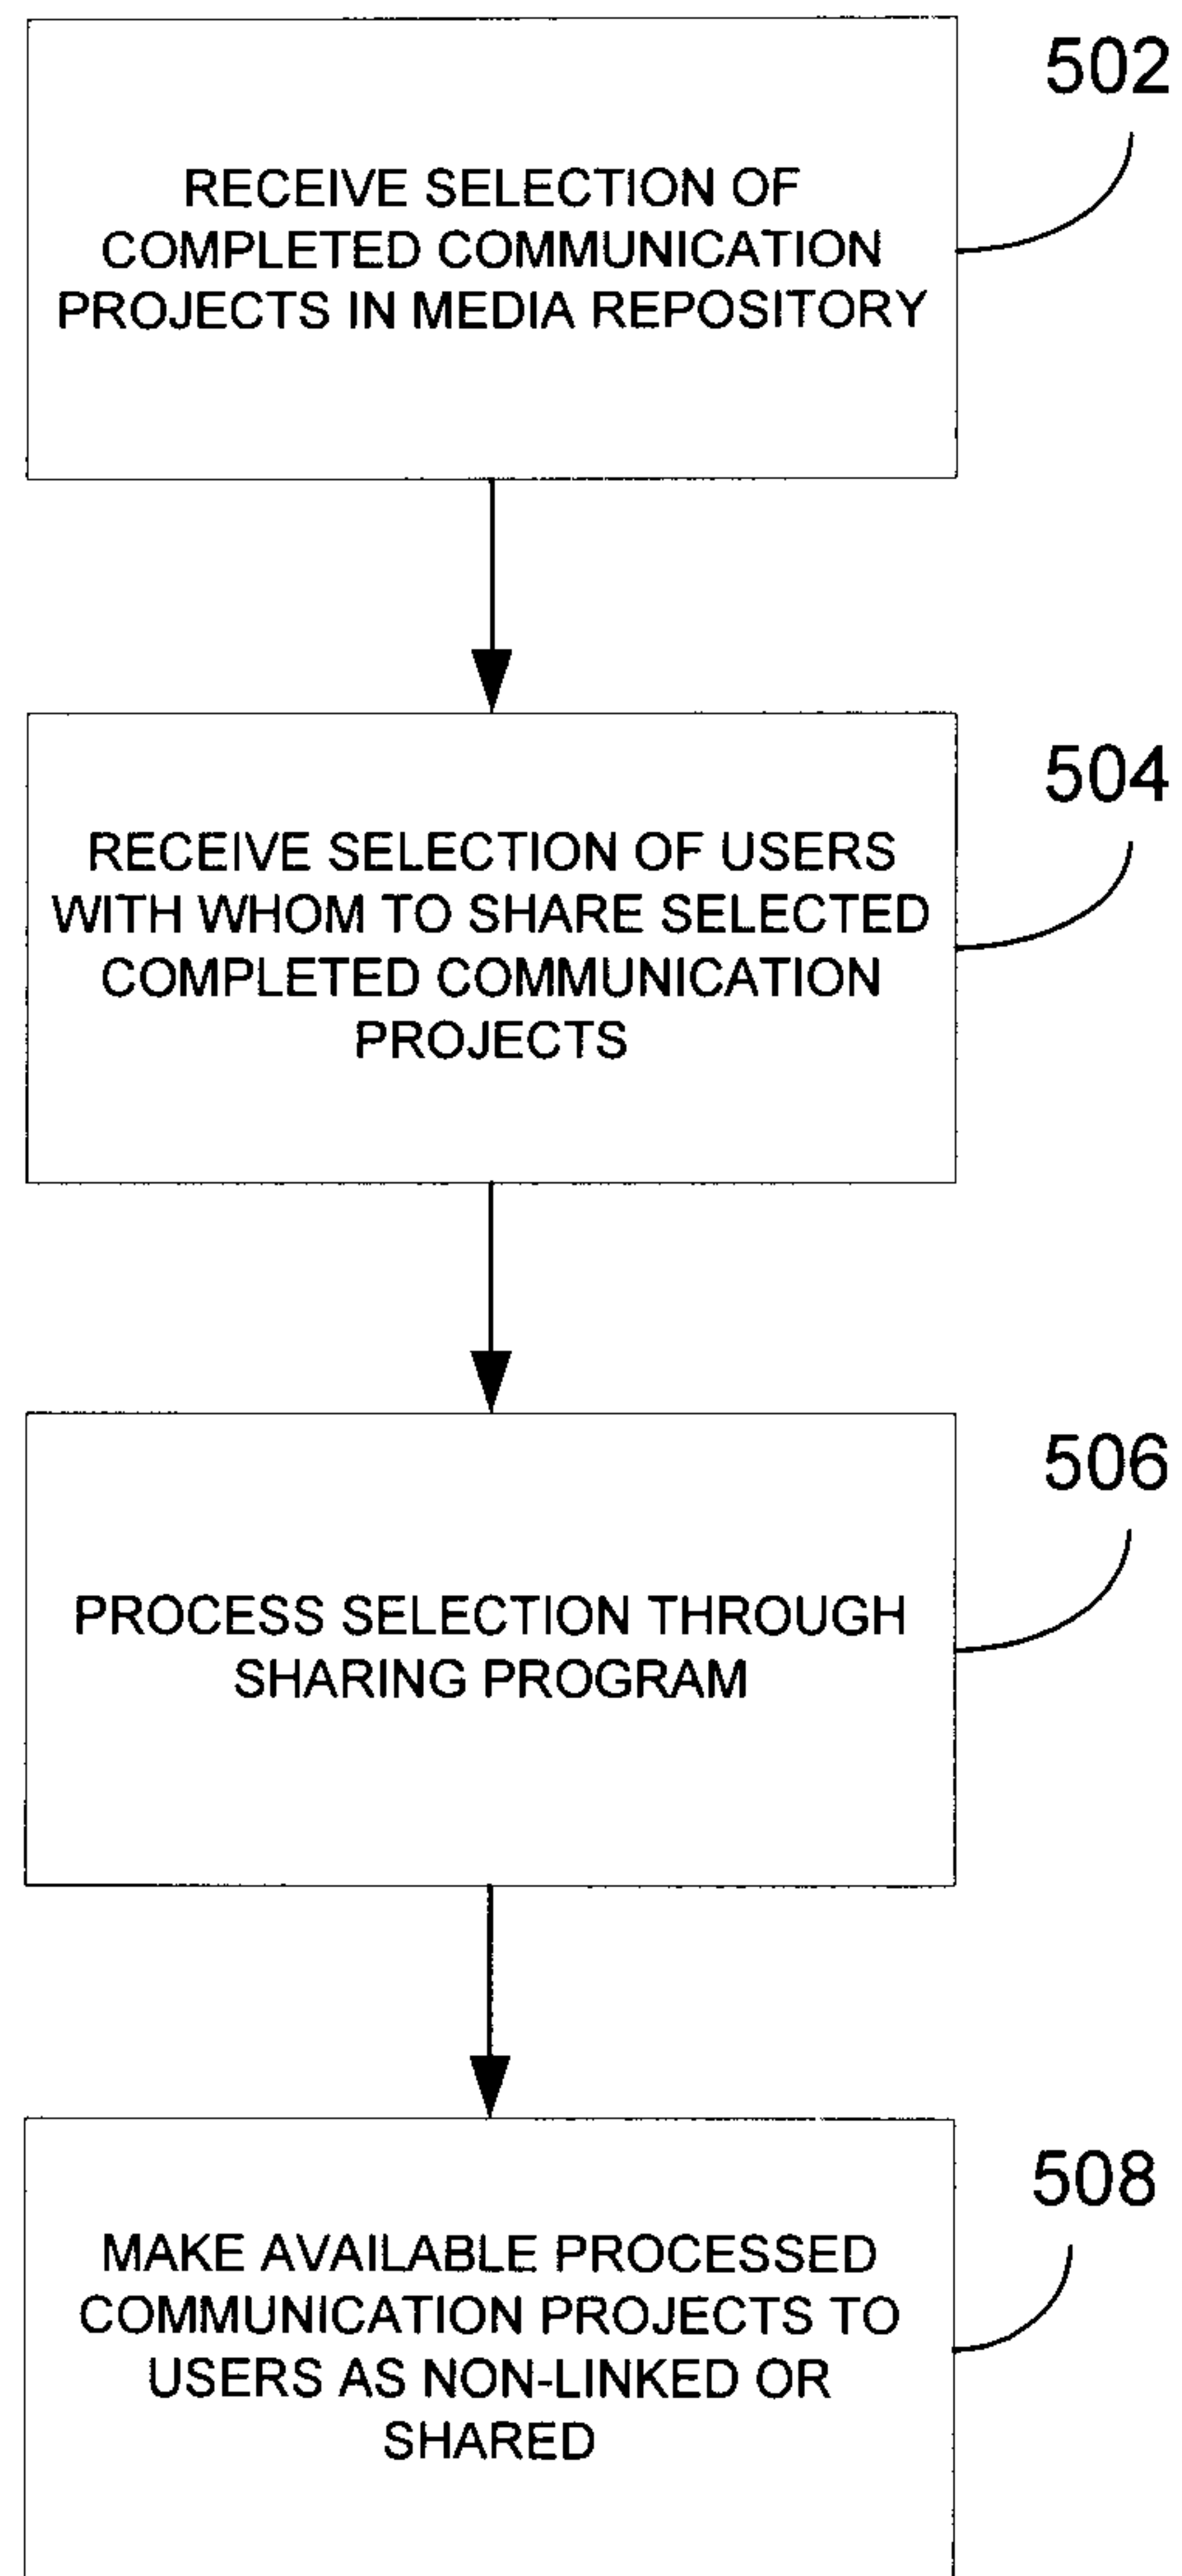 502
RECEIVE SELECTION OF
COMPLETED COMMUNICATION
PROJECTS IN MEDIA REPOSITORY
504
RECEIVE SELECTION OF USERS
WITH WHOM TO SHARE SELECTED
COMPLETED COMMUNICATION
PROJECTS
506
PROCESS SELECTION THROUGH
SHARING PROGRAM
508
MAKE AVAILABLE PROCESSED
COMMUNICATION PROJECTS TO
USERS AS NON-LINKED OR
SHARED